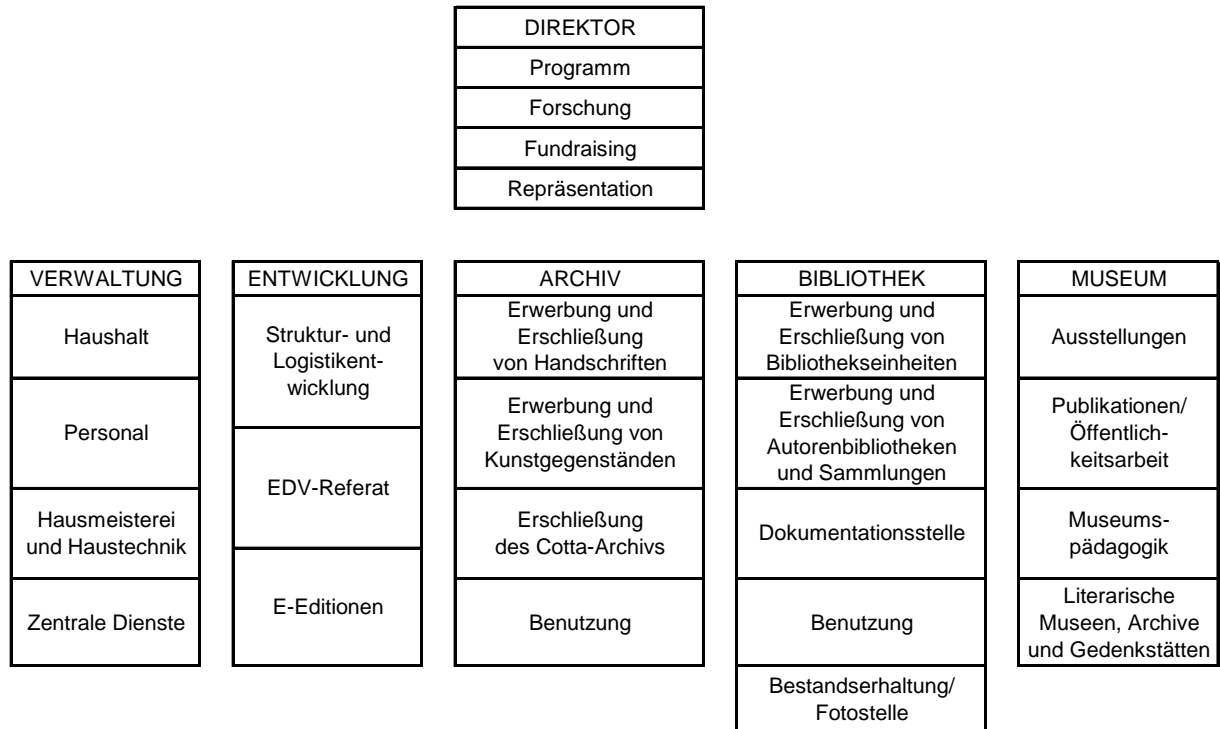 DIREKTOR
Programm
Forschung
Fundraising
Repräsentation
VERWALTUNG
Haushalt
Personal
Hausmeisterei
und Haustechnik
Zentrale Dienste
ENTWICKLUNG
Struktur- und
Logistikent-
wicklung
EDV-Referat
E-Editionen
ARCHIV
Erwerbung und
Erschließung
von Handschriften
Erwerbung und
Erschließung von
Kunstgegenständen
Erschließung
des Cotta-Archivs
Benutzung
BIBLIOTHEK
Erwerbung und
Erschließung von
Bibliothekseinheiten
Erwerbung und
Erschließung von
Autorenbibliotheken
und Sammlungen
Dokumentationsstelle
Benutzung
Bestandserhaltung/
Fotostelle
MUSEUM
Ausstellungen
Publikationen/
Öffentlich-
keitsarbeit
Museums-
pädagogik
Literarische
Museen, Archive
und Gedenkstätten